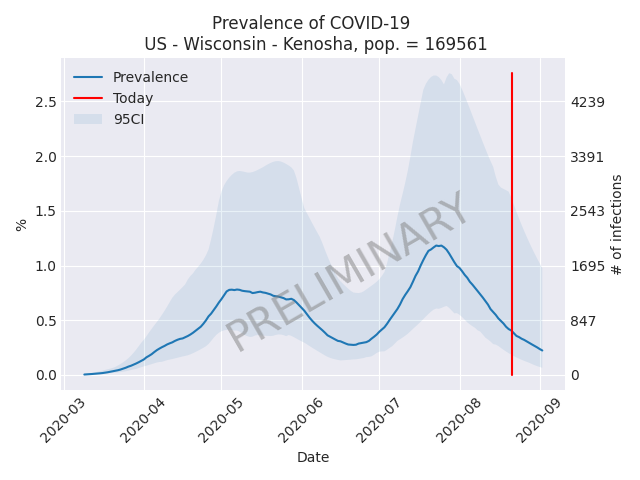 Prevalence of COVID-19
US - Wisconsin - Kenosha, pop. = 169561
Prevalence
Today
95CI
PRELIMINARY
%
2.5
2.0
1.5
1.0
0.5
0.0
4239
3391
2543
1695
847
0
# of infections
2020-03
2020-04
2020-05
2020-06
2020-07
2020-08
2020-09
Date